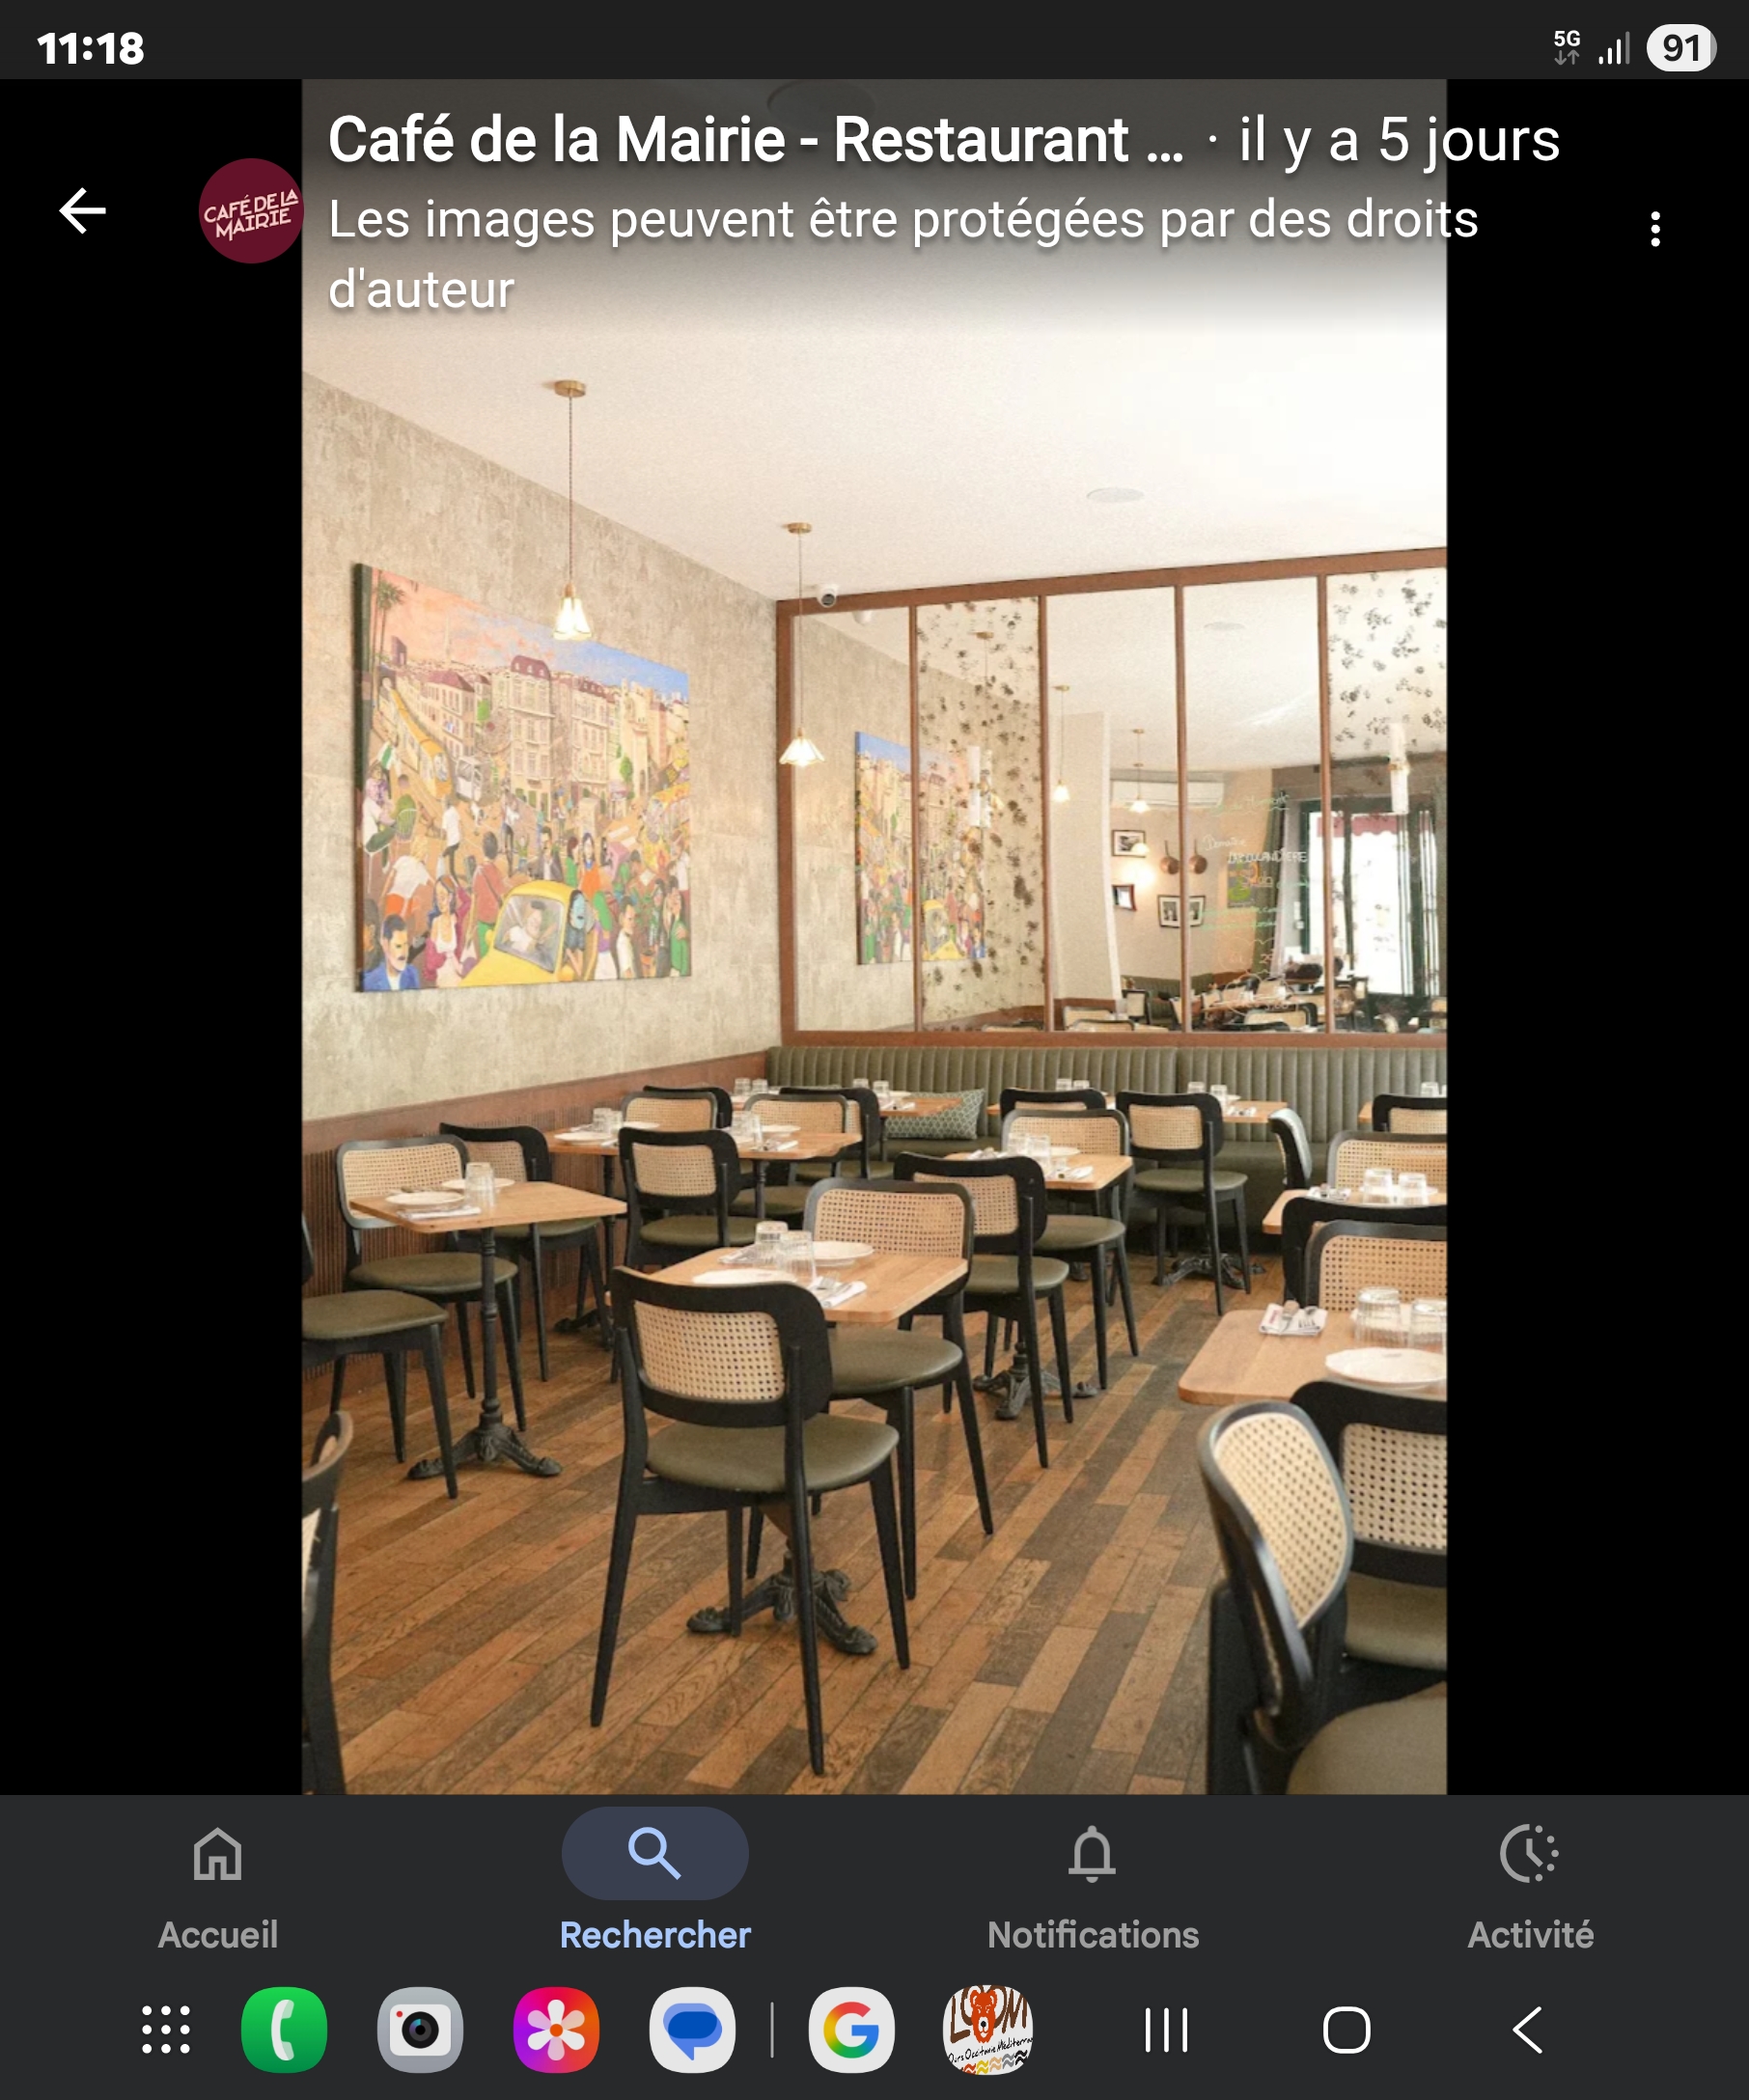 11:18
5G
91
Café de la Mairie - Restaurant ... · il y a 5 jours
CAFÉ DE LA
MAIRIE
Les images peuvent être protégées par des droits
d'auteur
Accueil
Rechercher
Notifications
Activité
LOOM